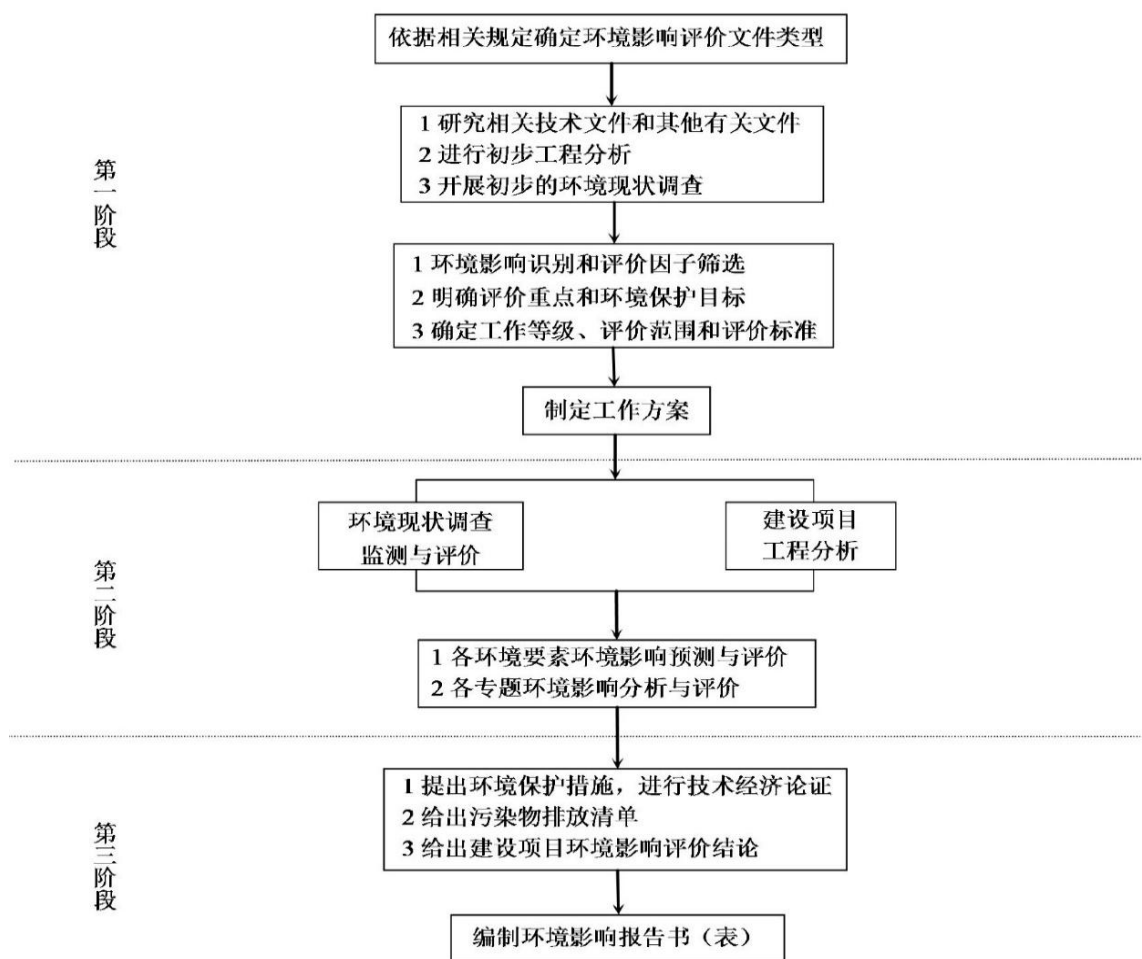 依据相关规定确定环境影响评价文件类型
1 研究相关技术文件和其他有关文件
2 进行初步工程分析
3 开展初步的环境现状调查
第一阶段
1 环境影响识别和评价因子筛选
2 明确评价重点和环境保护目标
3 确定工作等级、评价范围和评价标准
制定工作方案
环境现状调查
监测与评价
建设项目
工程分析
第二阶段
1 各环境要素环境影响预测与评价
2 各专题环境影响分析与评价
1 提出环境保护措施，进行技术经济论证
2 给出污染物排放清单
3 给出建设项目环境影响评价结论
第三阶段
编制环境影响报告书（表）